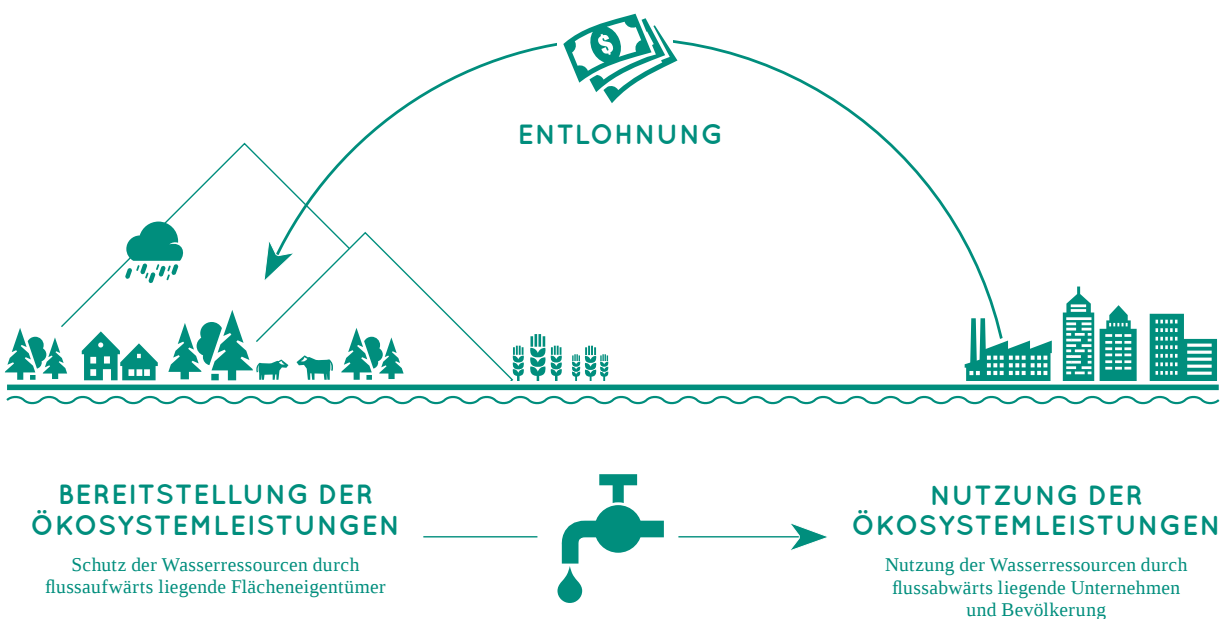 $
ENTLOHNUNG
BEREITSTELLUNG DER
ÖKOSYSTEMLEISTUNGEN
Schutz der Wasserressourcen durch
flussaufwärts liegende Flächeneigentümer
NUTZUNG DER
ÖKOSYSTEMLEISTUNGEN
Nutzung der Wasserressourcen durch
flussabwärts liegende Unternehmen
und Bevölkerung